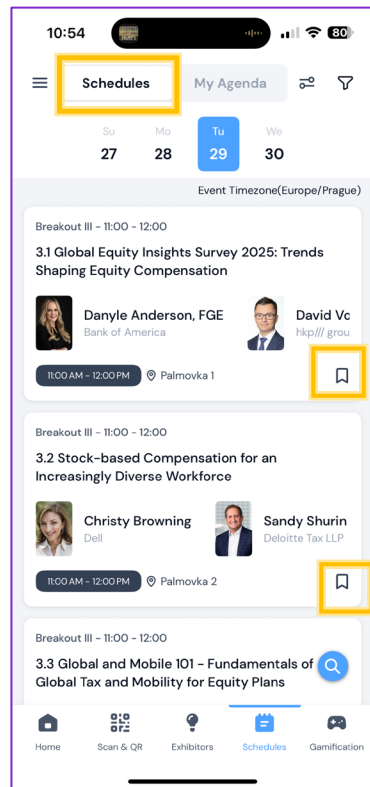 10:54
80
Schedules My Agenda
Su Mo Tu We
27 28 29 30
Event Timezone(Europe/Prague)
Breakout III - 11:00 - 12:00
3.1 Global Equity Insights Survey 2025: Trends
Shaping Equity Compensation
Danyle Anderson, FGE David Vo
Bank of America hkp/// grou
11:00 AM - 12:00 PM Palmovka 1
Breakout III - 11:00 - 12:00
3.2 Stock-based Compensation for an
Increasingly Diverse Workforce
Christy Browning Sandy Shurin
Dell Deloitte Tax LLP
11:00 AM - 12:00 PM Palmovka 2
Breakout III - 11:00 - 12:00
3.3 Global and Mobile 101 - Fundamentals of
Global Tax and Mobility for Equity Plans
Home Scan & QR Exhibitors Schedules Gamification